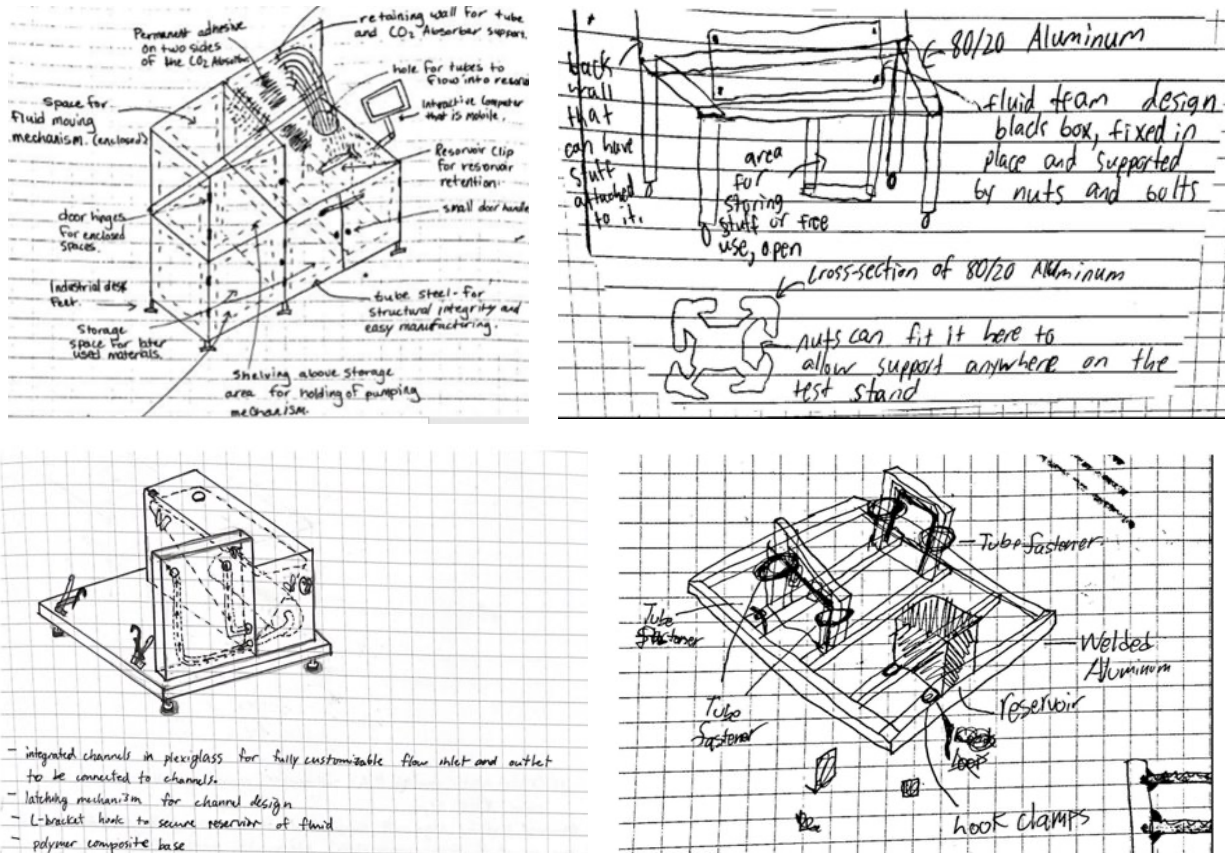 Permanent adhesive
on two sides
of the CO2 Absorber
retaining wall for tube
and CO2 Absorbar support.
hole for tubes to
flow into resorvoi
Interactive Computer
that is mobile.
Space for
fluid moving
mechanism. (enclosed)
Resorvoir Clip
for resorvoir
retention.
small door handle
door hinges
for enclosed
spaces.
Industrial desk
Feet.
Storage
space for later
used materials.
tube steel - for
structural integrity and
easy manufacturing.
Shelving above storage
area for holding of pumping
mechanism.
back
wall
that
can have
stuff
attached
to it.
80/20 Aluminum
fluid team design.
black box, fixed in
place and supported
by nuts and bolts
area
for
storing
stuff or free
use, open
cross-section of 80/20 Aluminum
nuts can fit it here to
allow support anywhere on the
test stand
- integrated channels in plexiglass for fully customizable flow inlet and outlet
to be connected to channels.
- latching mechanism for channel design
- L-bracket hook to secure reservoir of fluid
- polymer composite base
Tube fastener
Tube
fastener
Tube
fastener
Welded
Aluminum
reservoir
hook clamps